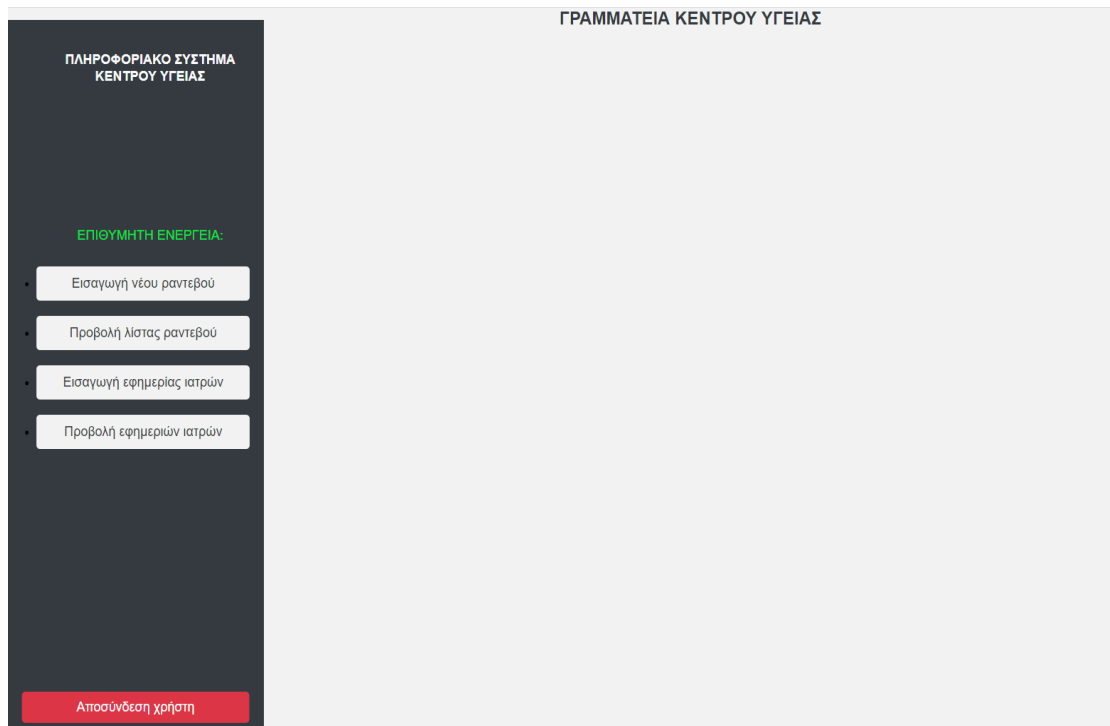 ΓΡΑΜΜΑΤΕΙΑ ΚΕΝΤΡΟΥ ΥΓΕΙΑΣ
ΠΛΗΡΟΦΟΡΙΑΚΟ ΣΥΣΤΗΜΑ
ΚΕΝΤΡΟΥ ΥΓΕΙΑΣ
ΕΠΙΘΥΜΗΤΗ ΕΝΕΡΓΕΙΑ:
Εισαγωγή νέου ραντεβού
Προβολή λίστας ραντεβού
Εισαγωγή εφημερίας ιατρών
Προβολή εφημεριών ιατρών
Αποσύνδεση χρήστη